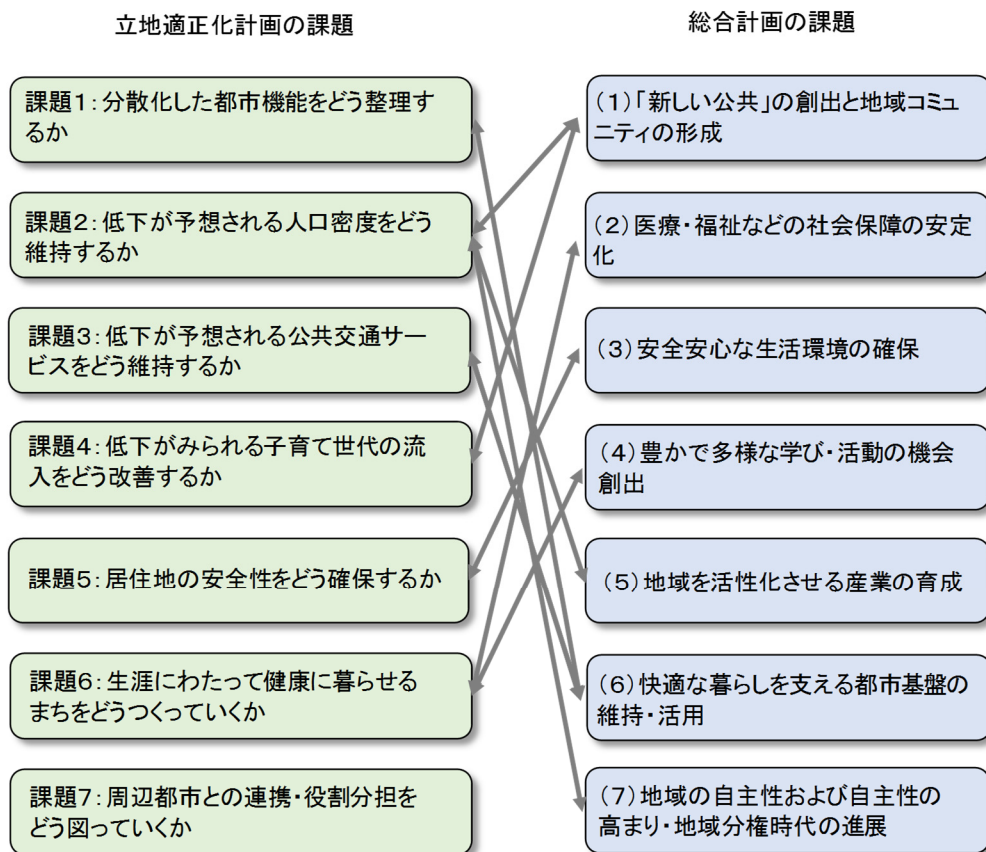 立地適正化計画の課題
総合計画の課題
課題1：分散化した都市機能をどう整理す
るか
課題2：低下が予想される人口密度をどう
維持するか
課題3：低下が予想される公共交通サー
ビスをどう維持するか
課題4：低下がみられる子育て世代の流
入をどう改善するか
課題5：居住地の安全性をどう確保するか
課題6：生涯にわたって健康に暮らせる
まちをどうつくっていくか
課題7：周辺都市との連携・役割分担を
どう図っていくか
（1）「新しい公共」の創出と地域コミュ
ニティの形成
（2）医療・福祉などの社会保障の安定
化
（3）安全安心な生活環境の確保
（4）豊かで多様な学び・活動の機会
創出
（5）地域を活性化させる産業の育成
（6）快適な暮らしを支える都市基盤の
維持・活用
（7）地域の自主性および自主性の
高まり・地域分権時代の進展